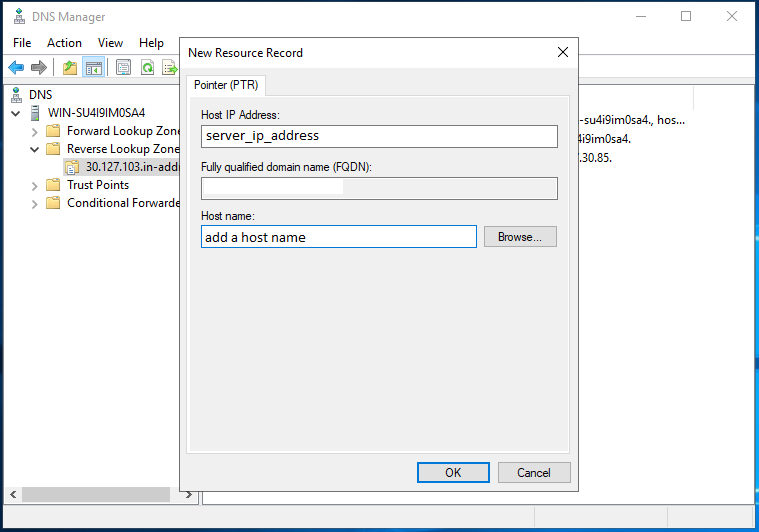 DNS Manager
File Action View Help
New Resource Record
Pointer (PTR)
Host IP Address:
server_ip_address
Fully qualified domain name (FQDN):
Host name:
add a host name
Browse...
OK
Cancel
DNS
WIN-SU4I9IM0SA4
Forward Lookup Zone
Reverse Lookup Zone
30.127.103.in-addr
Trust Points
Conditional Forwarde
-su4i9im0sa4., hos...
4i9im0sa4.
.30.85.